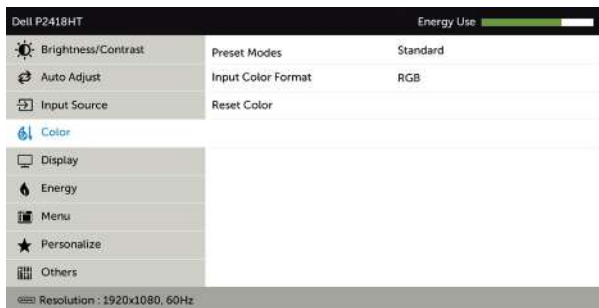 Dell P2418HT Energy Use
Brightness/Contrast Preset Modes Standard
Auto Adjust Input Color Format RGB
Input Source Reset Color
Color
Display
Energy
Menu
Personalize
Others
Resolution : 1920x1080, 60Hz